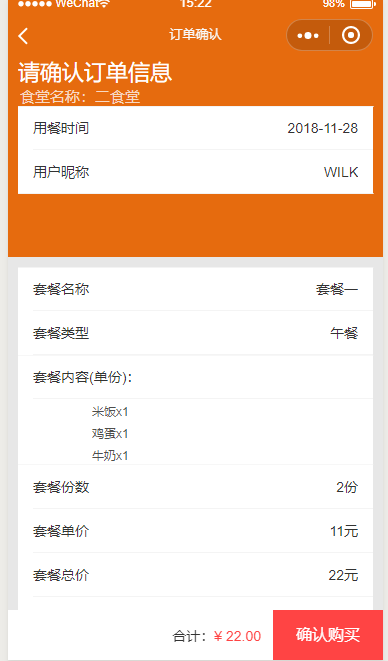 ●●●●● WeChat 15:22 98%
订单确认
请确认订单信息
食堂名称：二食堂
用餐时间 2018-11-28
用户昵称 WILK
套餐名称 套餐一
套餐类型 午餐
套餐内容(单份)：
米饭x1
鸡蛋x1
牛奶x1
套餐份数 2份
套餐单价 11元
套餐总价 22元
合计：¥ 22.00 确认购买